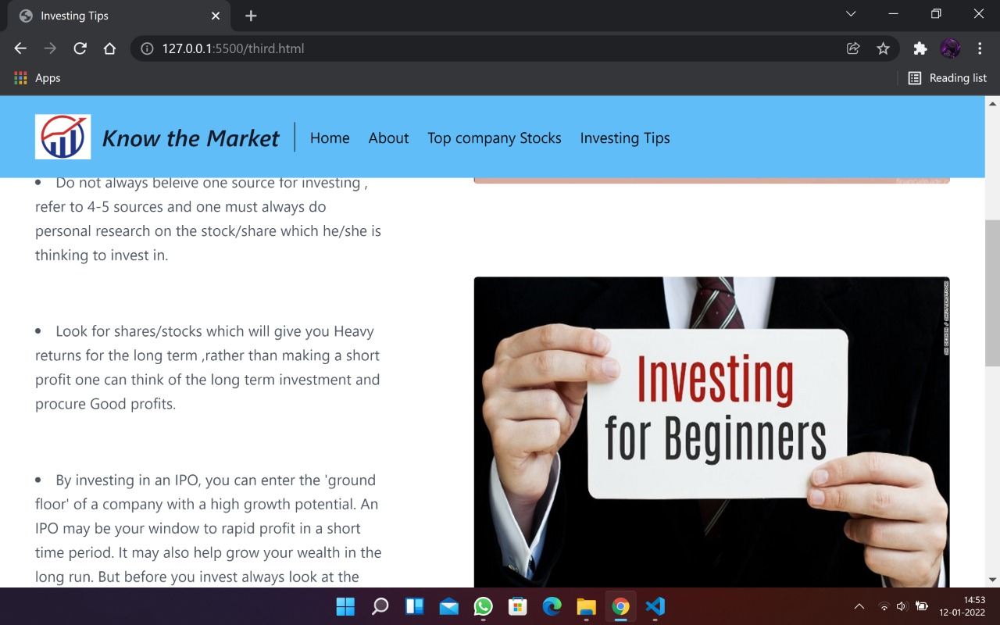 Investing Tips
127.0.0.1:5500/third.html
Apps
Reading list
Know the Market
Home
About
Top company Stocks
Investing Tips
• Do not always beleive one source for investing ,
refer to 4-5 sources and one must always do
personal research on the stock/share which he/she is
thinking to invest in.
• Look for shares/stocks which will give you Heavy
returns for the long term ,rather than making a short
profit one can think of the long term investment and
procure Good profits.
• By investing in an IPO, you can enter the 'ground
floor' of a company with a high growth potential. An
IPO may be your window to rapid profit in a short
time period. It may also help grow your wealth in the
long run. But before you invest always look at the
Investing
for Beginners
14:53
12-01-2022